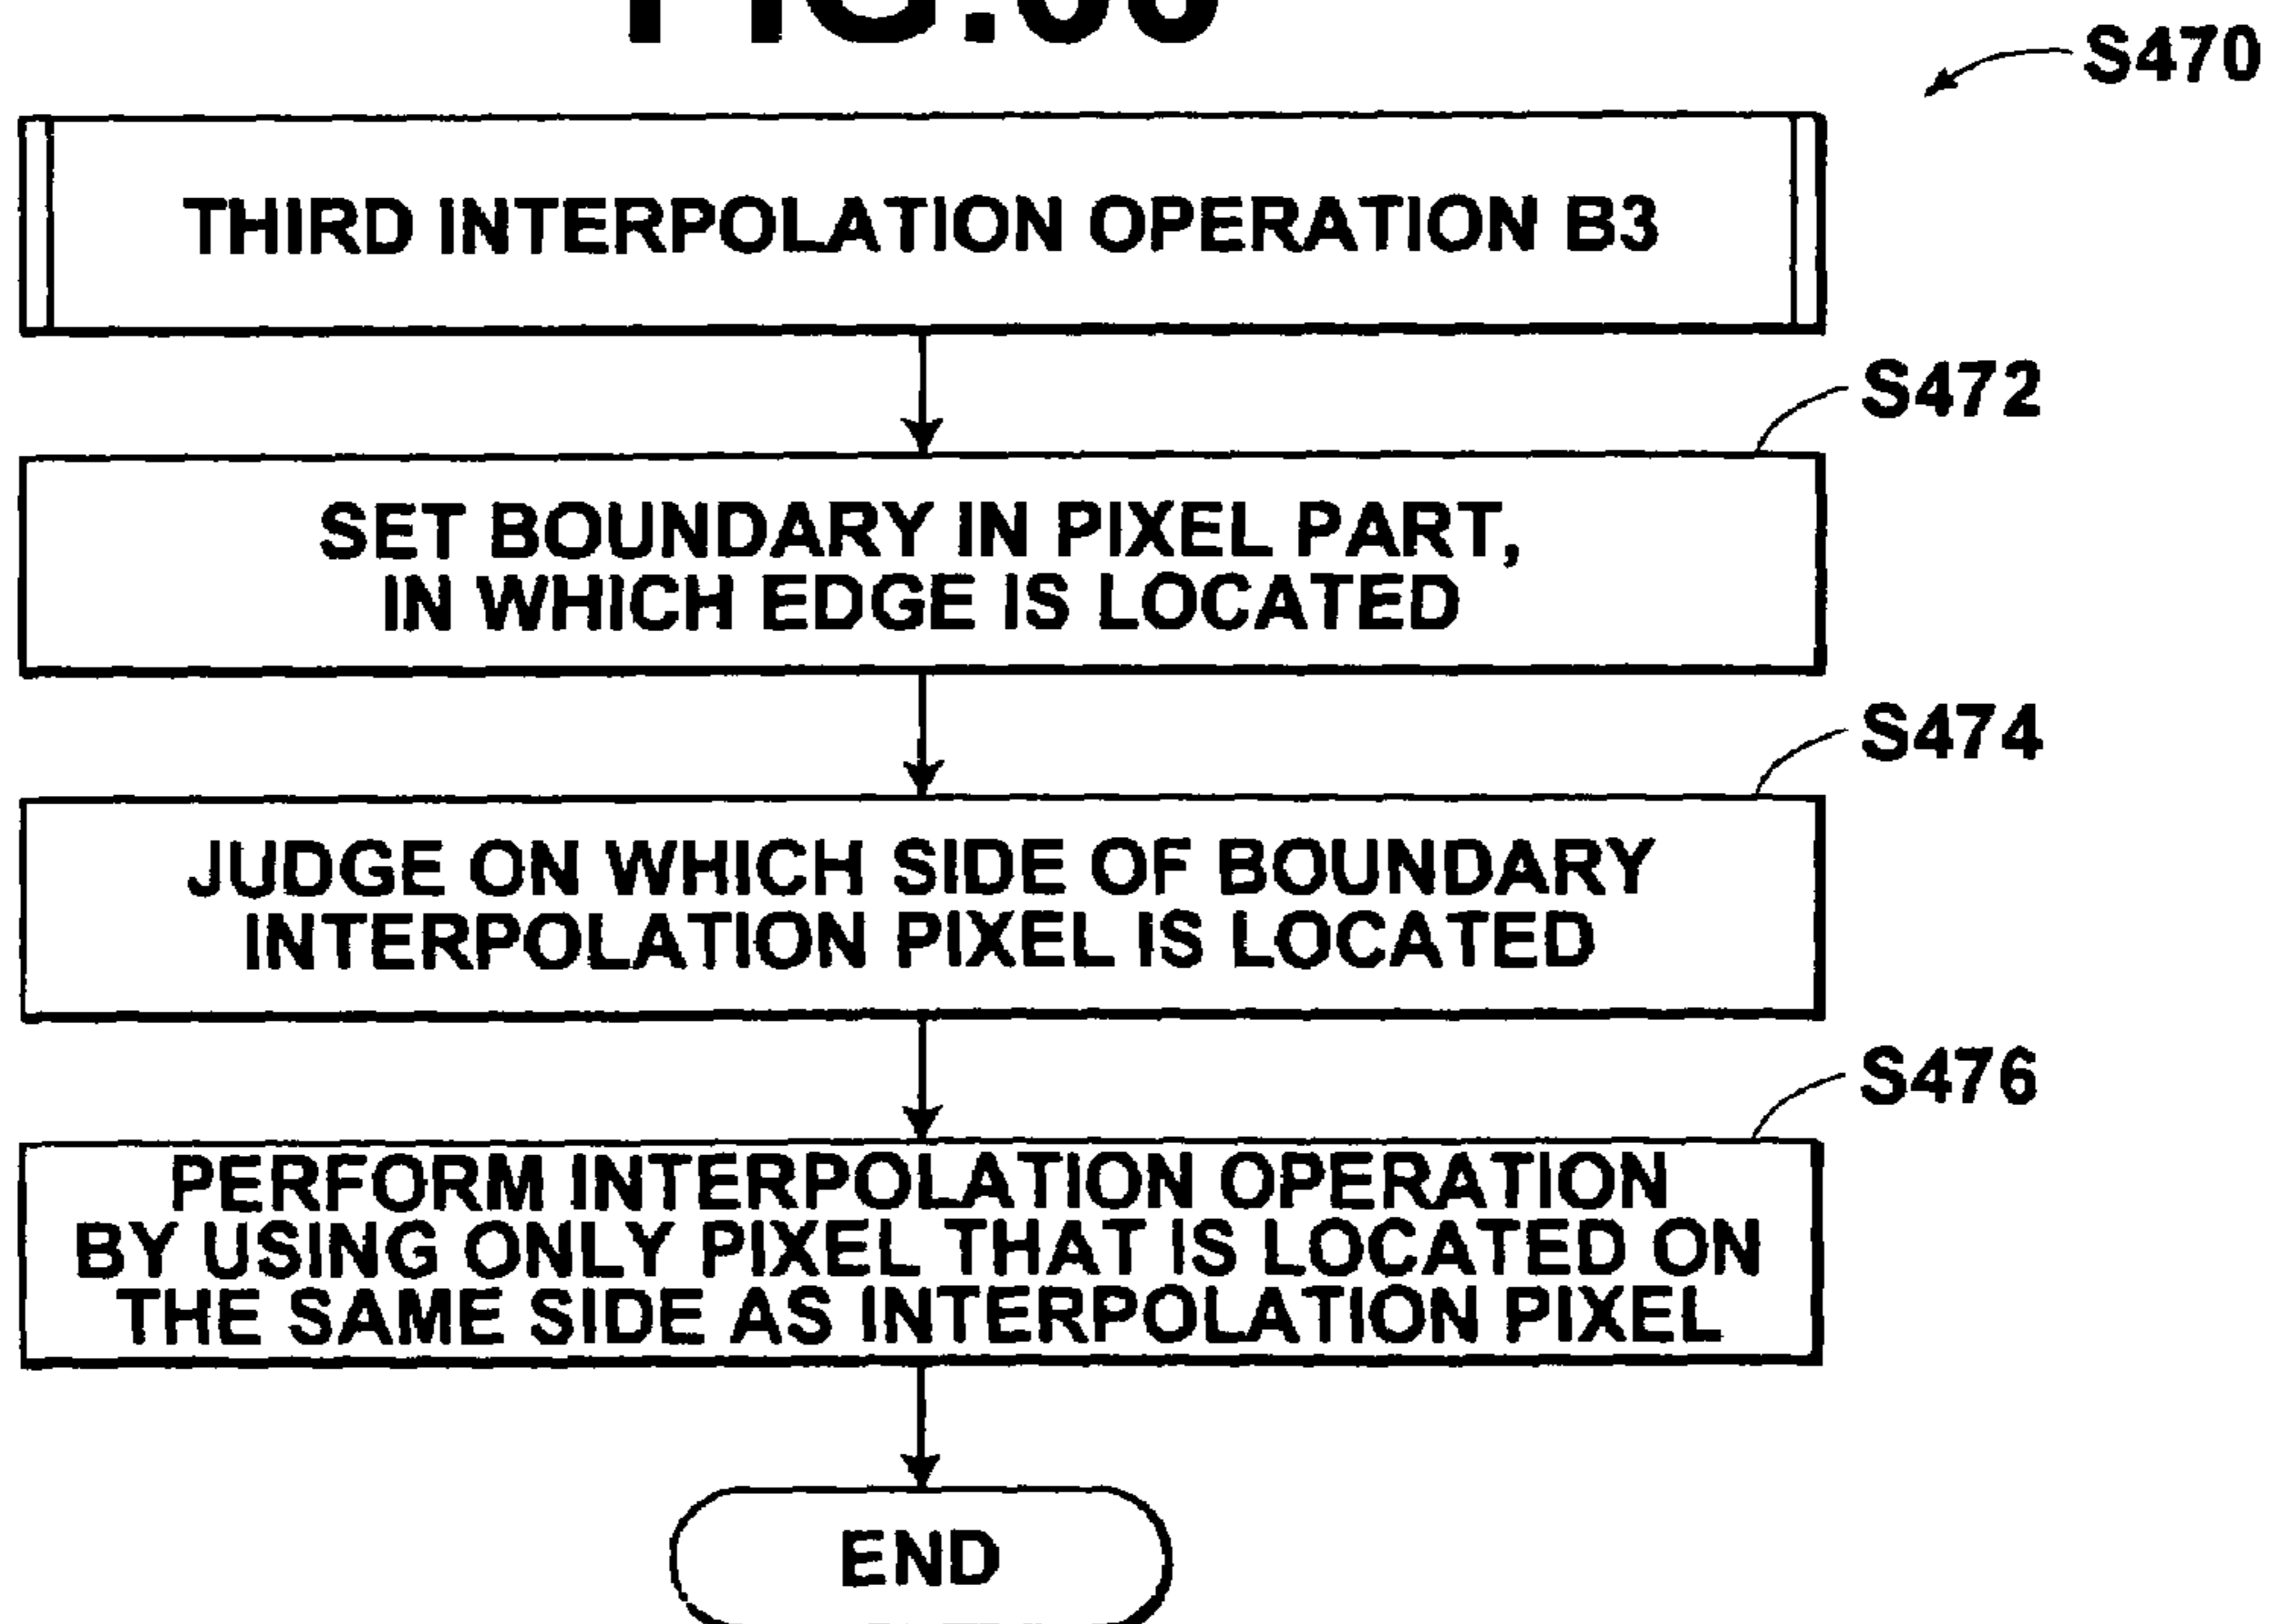 S470
THIRD INTERPOLATION OPERATION B3
S472
SET BOUNDARY IN PIXEL PART,
IN WHICH EDGE IS LOCATED
S474
JUDGE ON WHICH SIDE OF BOUNDARY
INTERPOLATION PIXEL IS LOCATED
S476
PERFORM INTERPOLATION OPERATION
BY USING ONLY PIXEL THAT IS LOCATED ON
THE SAME SIDE AS INTERPOLATION PIXEL
END